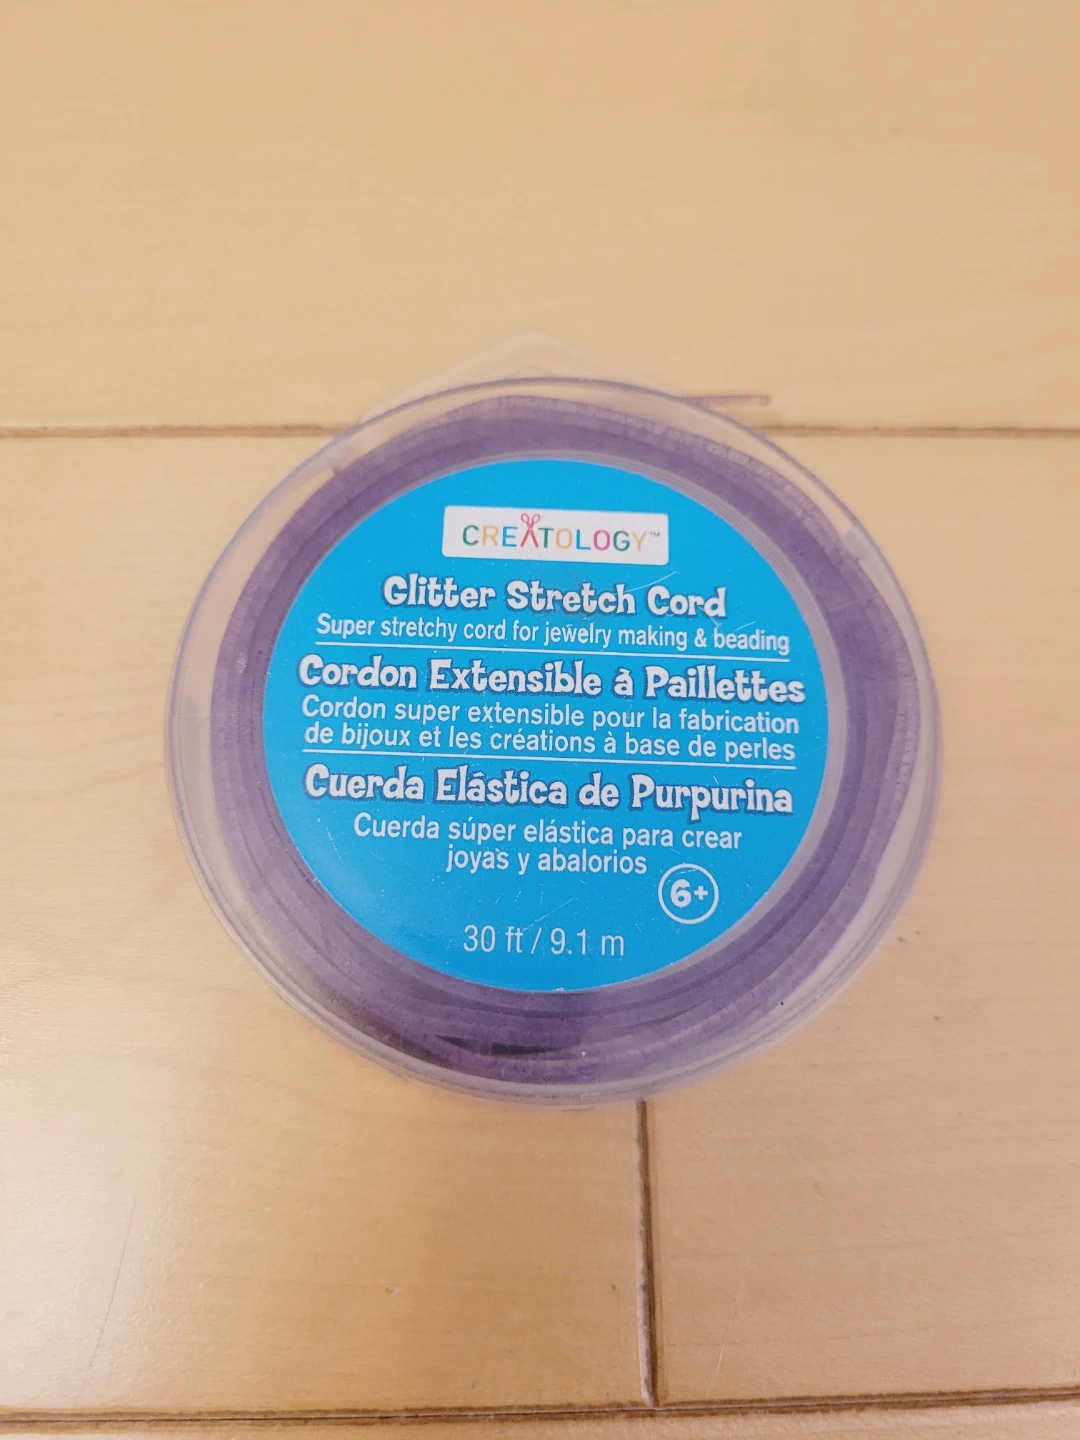 CREATOLOGY™
Glitter Stretch Cord
Super stretchy cord for jewelry making & beading
Cordon Extensible à Paillettes
Cordon super extensible pour la fabrication
de bijoux et les créations à base de perles
Cuerda Elástica de Purpurina
Cuerda súper elástica para crear
joyas y abalorios
6+
30 ft / 9.1 m